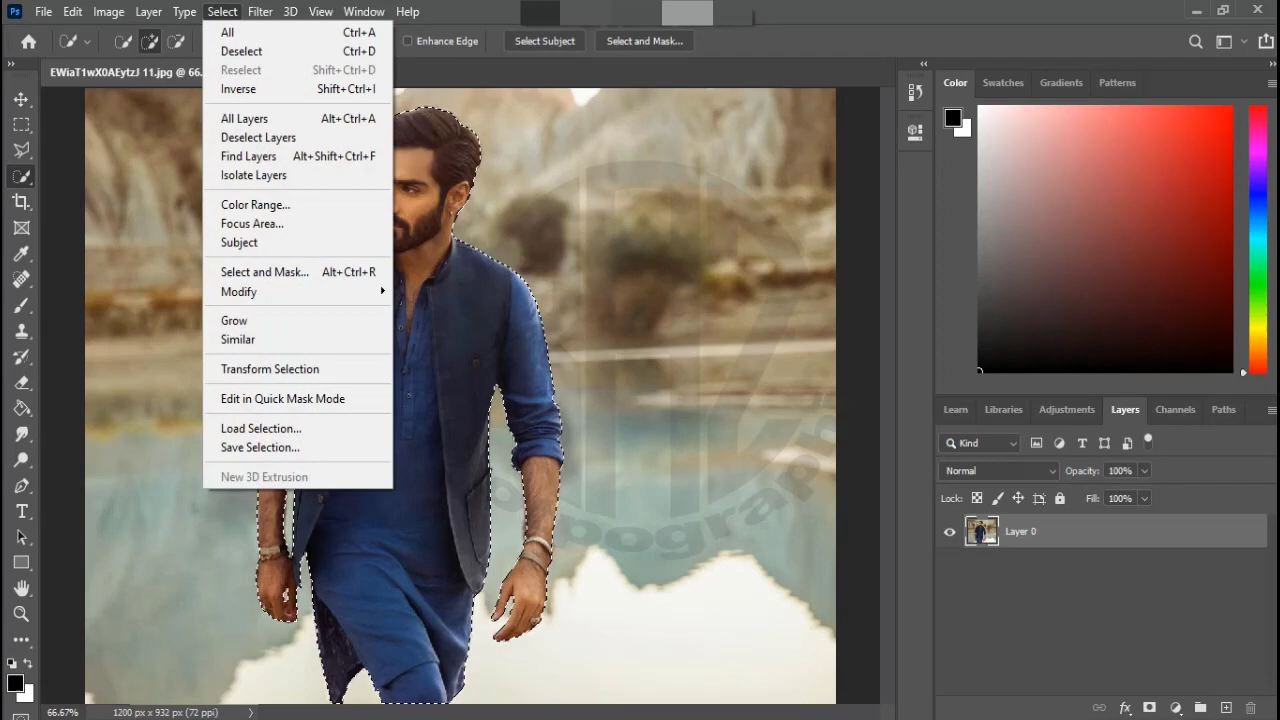 Ps File Edit Image Layer Type Select Filter 3D View Window Help
Enhance Edge Select Subject Select and Mask...
EWiaT1wX0AEytzJ 11.jpg @ 66.
All Ctrl+A
Deselect Ctrl+D
Reselect Shift+Ctrl+D
Inverse Shift+Ctrl+I
All Layers Alt+Ctrl+A
Deselect Layers
Find Layers Alt+Shift+Ctrl+F
Isolate Layers
Color Range...
Focus Area...
Subject
Select and Mask... Alt+Ctrl+R
Modify
Grow
Similar
Transform Selection
Edit in Quick Mask Mode
Load Selection...
Save Selection...
New 3D Extrusion
Color Swatches Gradients Patterns
Learn Libraries Adjustments Layers Channels Paths
Kind
Normal Opacity: 100%
Lock: Fill: 100%
Layer 0
66.67% 1200 px x 932 px (72 ppi)